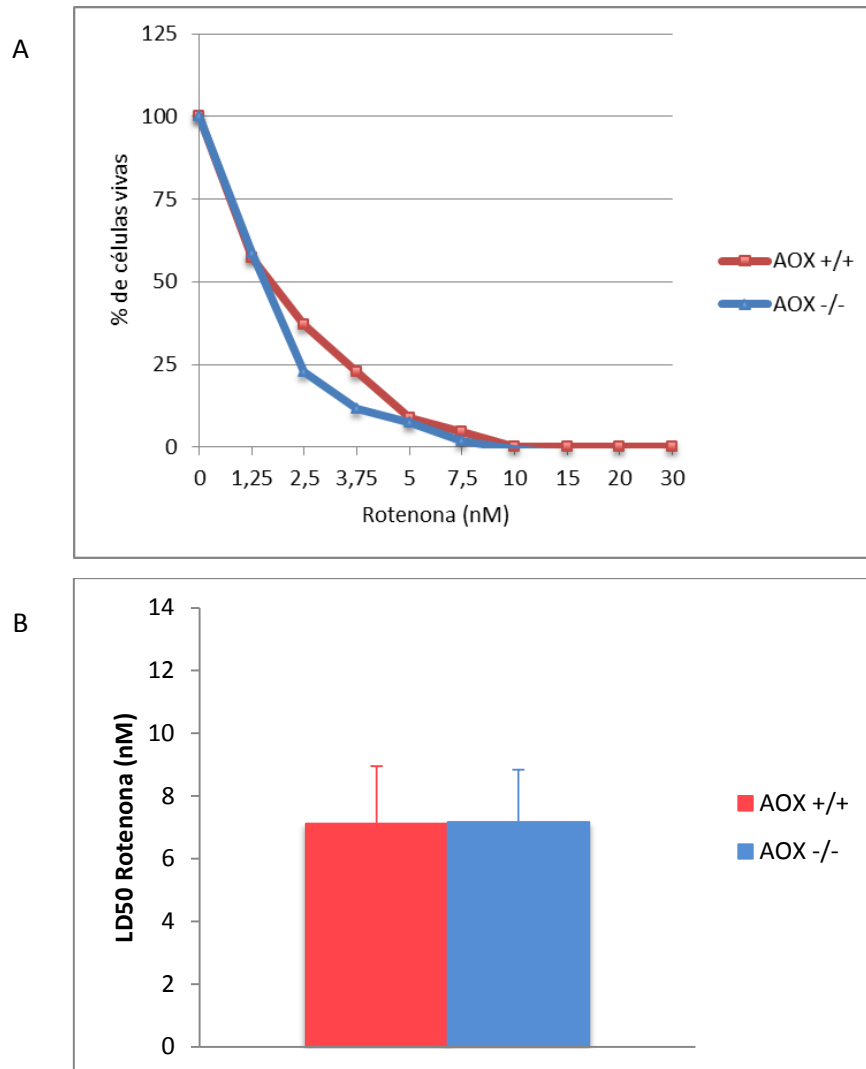 A
125
100
75
50
25
0
% de células vivas
0 1,25 2,5 3,75 5 7,5 10 15 20 30
Rotenona (nM)
AOX +/+
AOX -/-
B
14
12
10
8
6
4
2
0
LD50 Rotenona (nM)
AOX +/+
AOX -/-